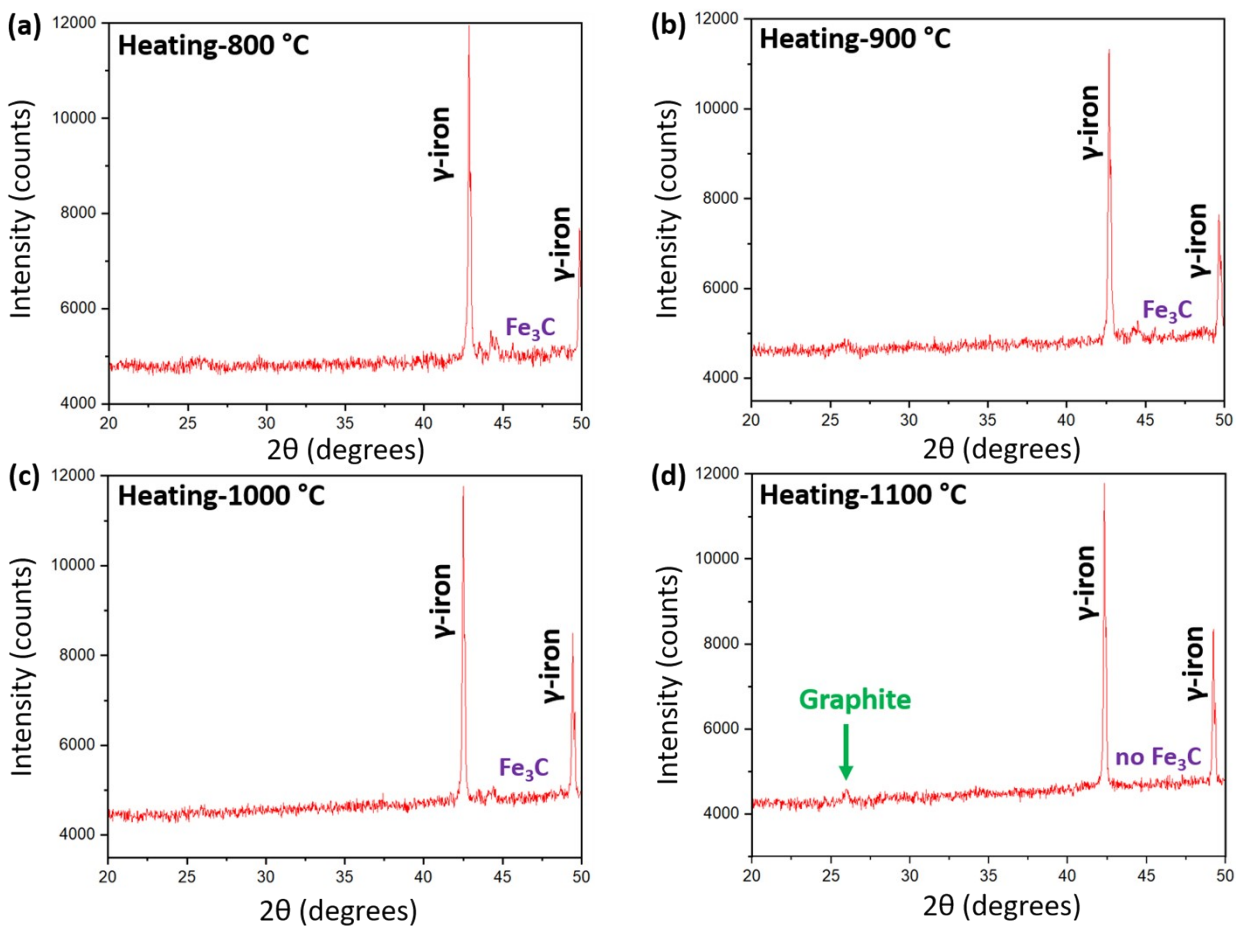 (a)
Heating-800 °C
12000
10000
8000
6000
4000
Intensity (counts)
γ-iron
Fe₃C
γ-iron
20 25 30 35 40 45 50
2θ (degrees)
(b)
Heating-900 °C
12000
10000
8000
6000
4000
Intensity (counts)
γ-iron
Fe₃C
γ-iron
20 25 30 35 40 45 50
2θ (degrees)
(c)
Heating-1000 °C
12000
10000
8000
6000
4000
Intensity (counts)
γ-iron
Fe₃C
γ-iron
20 25 30 35 40 45 50
2θ (degrees)
(d)
Heating-1100 °C
12000
10000
8000
6000
4000
Intensity (counts)
Graphite
γ-iron
no Fe₃C
γ-iron
20 25 30 35 40 45 50
2θ (degrees)